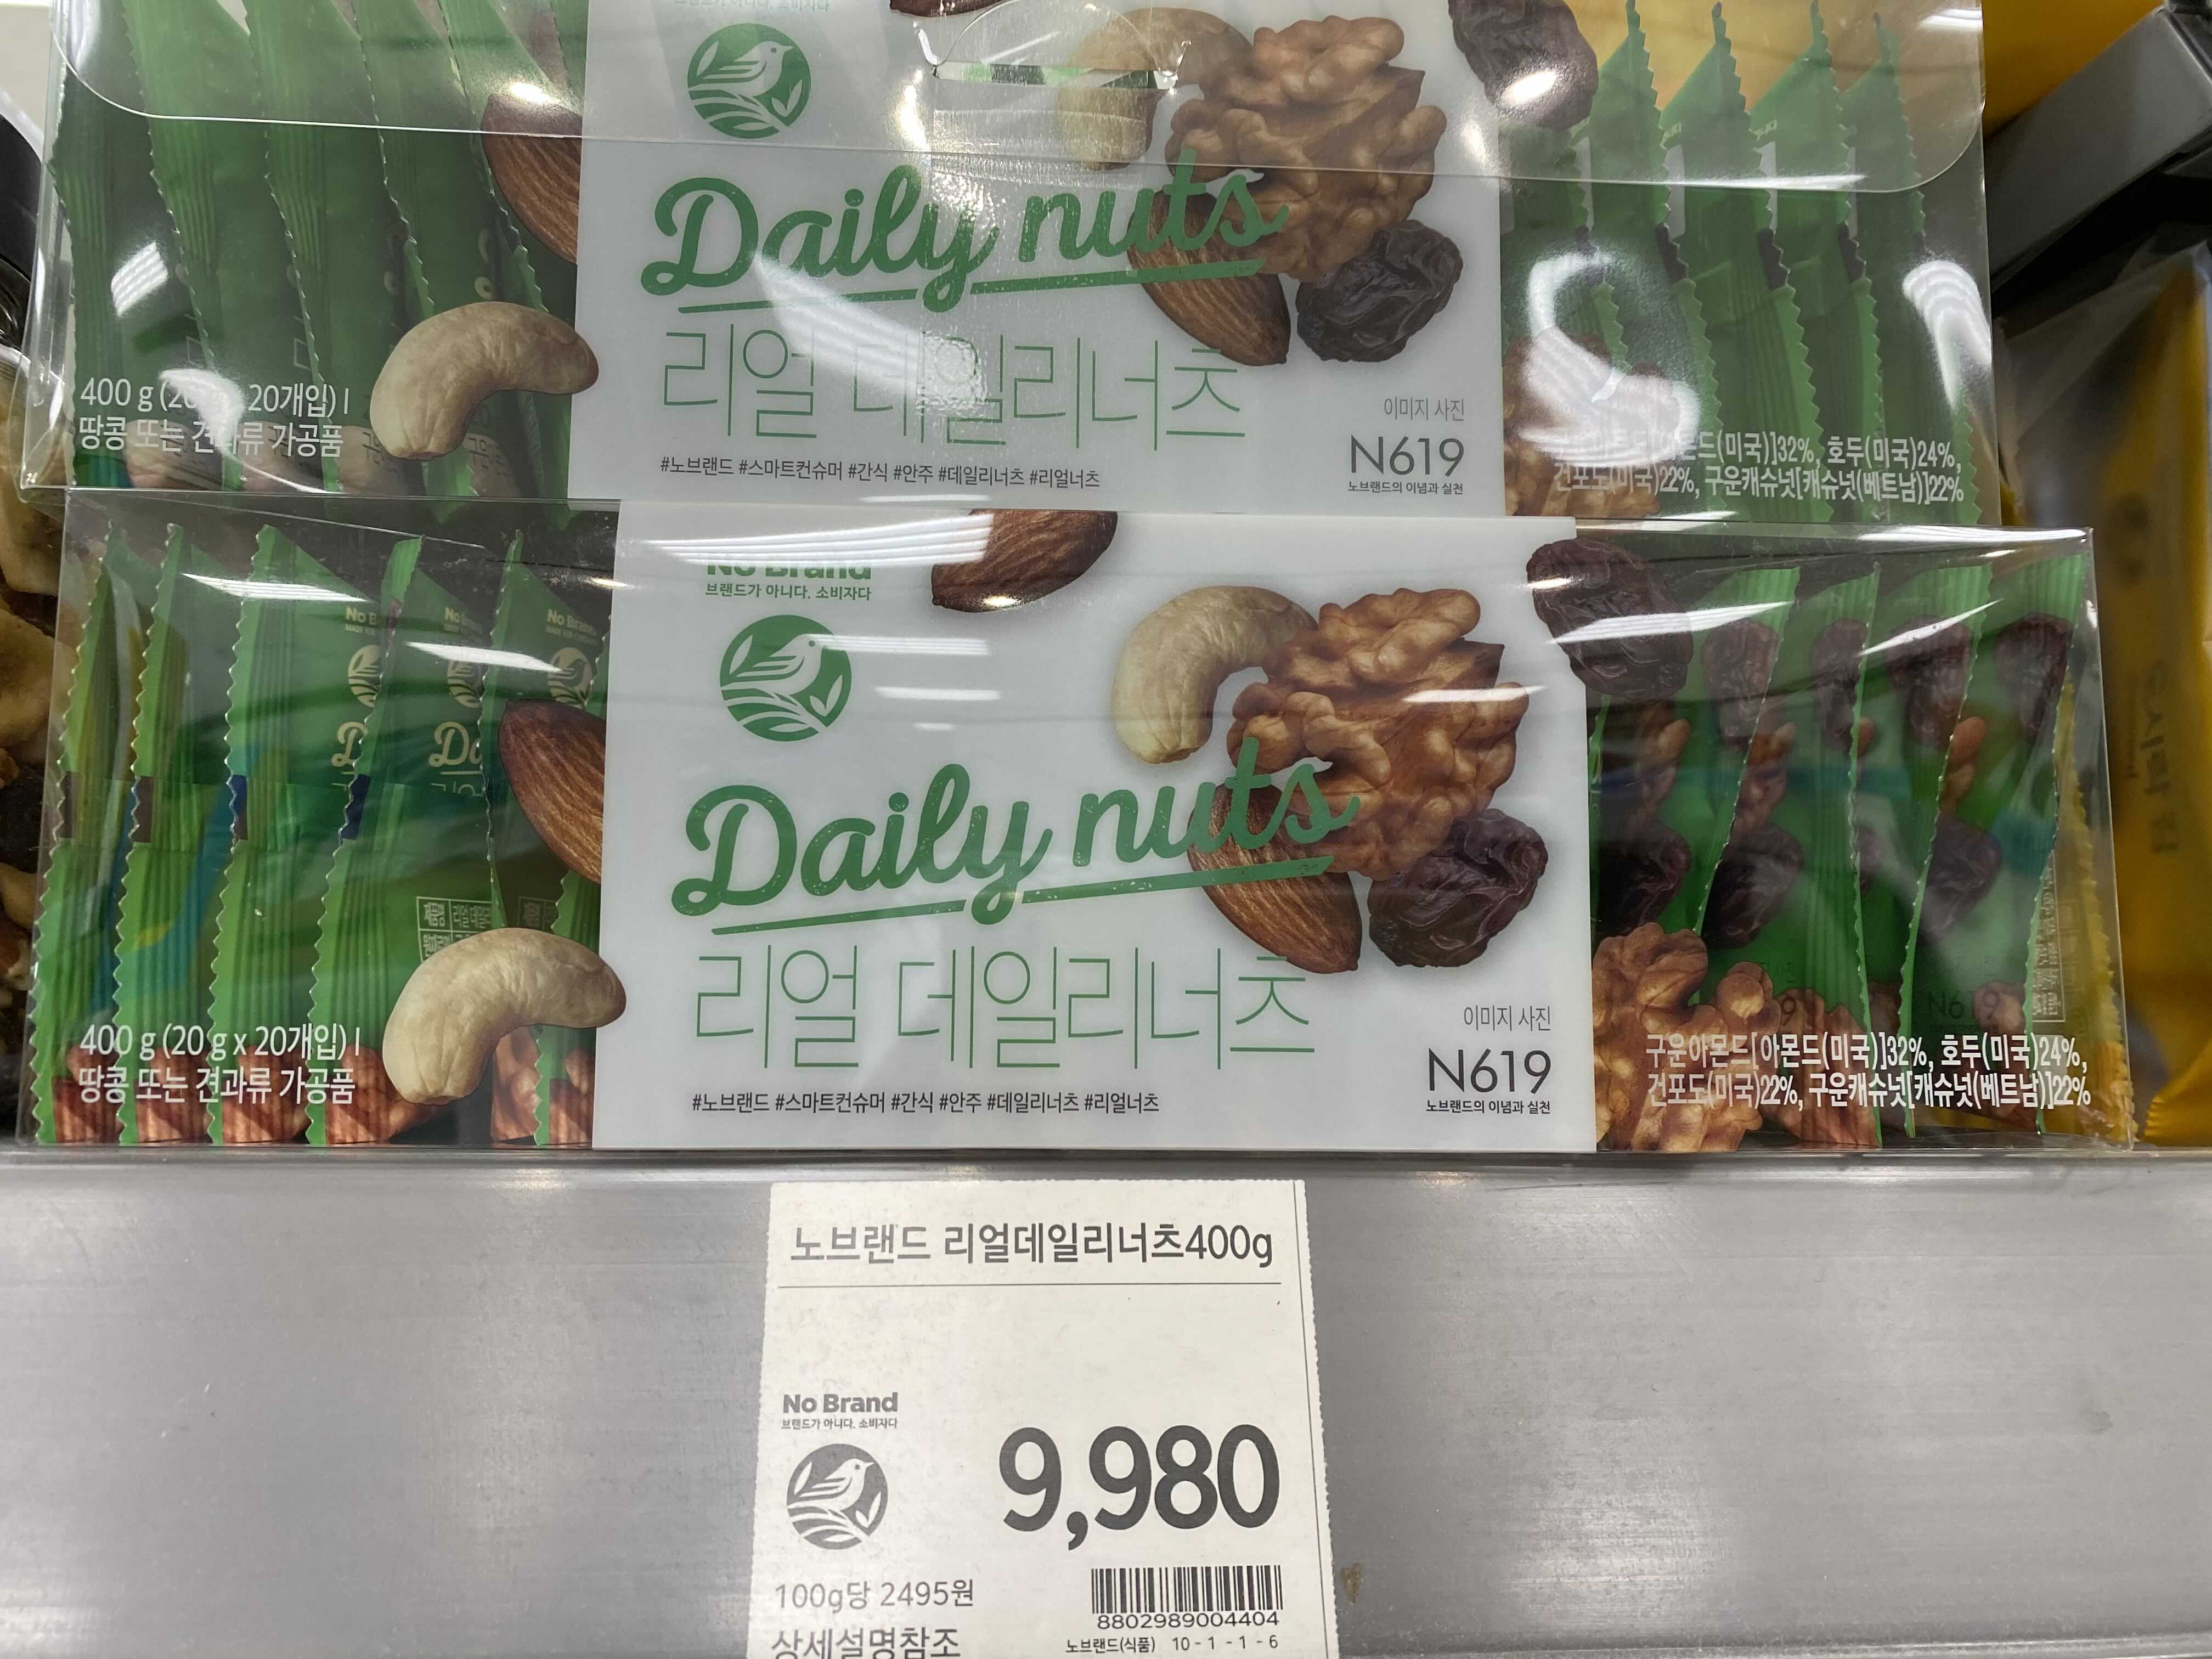 Daily nuts
리얼 데일리너츠
400 g (20 20개입) |
땅콩 또는 견과류 가공품
#노브랜드 #스마트컨슈머 #간식 #안주 #데일리너츠 #리얼너츠
이미지 사진
N619
노브랜드의 이념과 실천
(미국)]32%, 호두(미국)24%,
건포도(미국)22%, 구운캐슈넛[캐슈넛(베트남)]22%
No Brand
브랜드가 아니다. 소비자다
Daily nuts
리얼 데일리너츠
400 g (20 g x 20개입) |
땅콩 또는 견과류 가공품
#노브랜드 #스마트컨슈머 #간식 #안주 #데일리너츠 #리얼너츠
이미지 사진
N619
노브랜드의 이념과 실천
구운아몬드[아몬드(미국)]32%, 호두(미국)24%,
건포도(미국)22%, 구운캐슈넛[캐슈넛(베트남)]22%
노브랜드 리얼데일리너츠400g
No Brand
브랜드가 아니다. 소비자다
9,980
100g당 2495원
8802989004404
상세설명참조
노브랜드(식품) 10 - 1 - 1 - 6